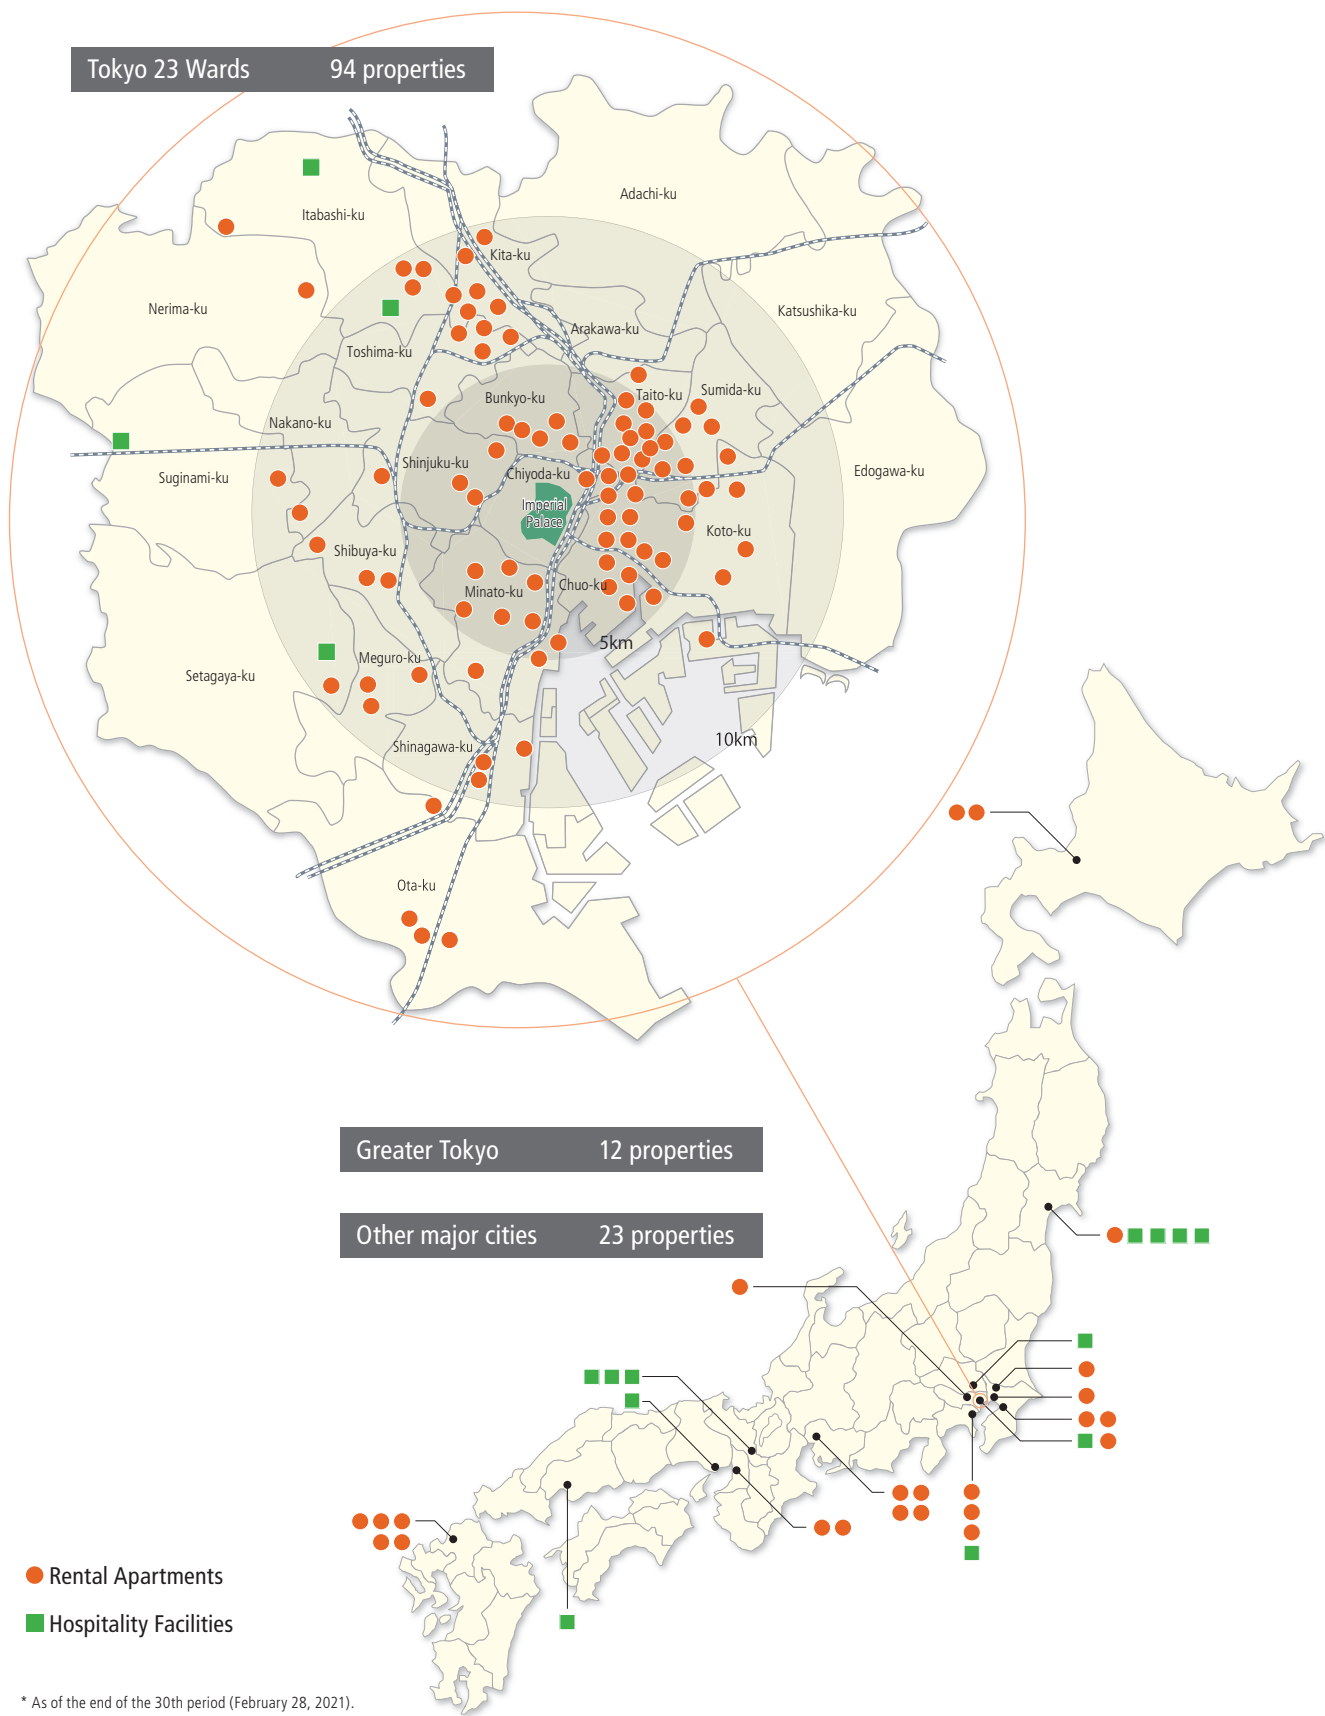 Tokyo 23 Wards 94 properties
Adachi-ku
Itabashi-ku
Kita-ku
Nerima-ku
Katsushika-ku
Arakawa-ku
Toshima-ku
Bunkyo-ku
Taito-ku
Sumida-ku
Nakano-ku
Shinjuku-ku
Chiyoda-ku
Suginami-ku
Edogawa-ku
Imperial
Palace
Koto-ku
Shibuya-ku
Minato-ku
Chuo-ku
5km
Meguro-ku
Setagaya-ku
Shinagawa-ku
10km
Ota-ku
Greater Tokyo 12 properties
Other major cities 23 properties
Rental Apartments
Hospitality Facilities
* As of the end of the 30th period (February 28, 2021).